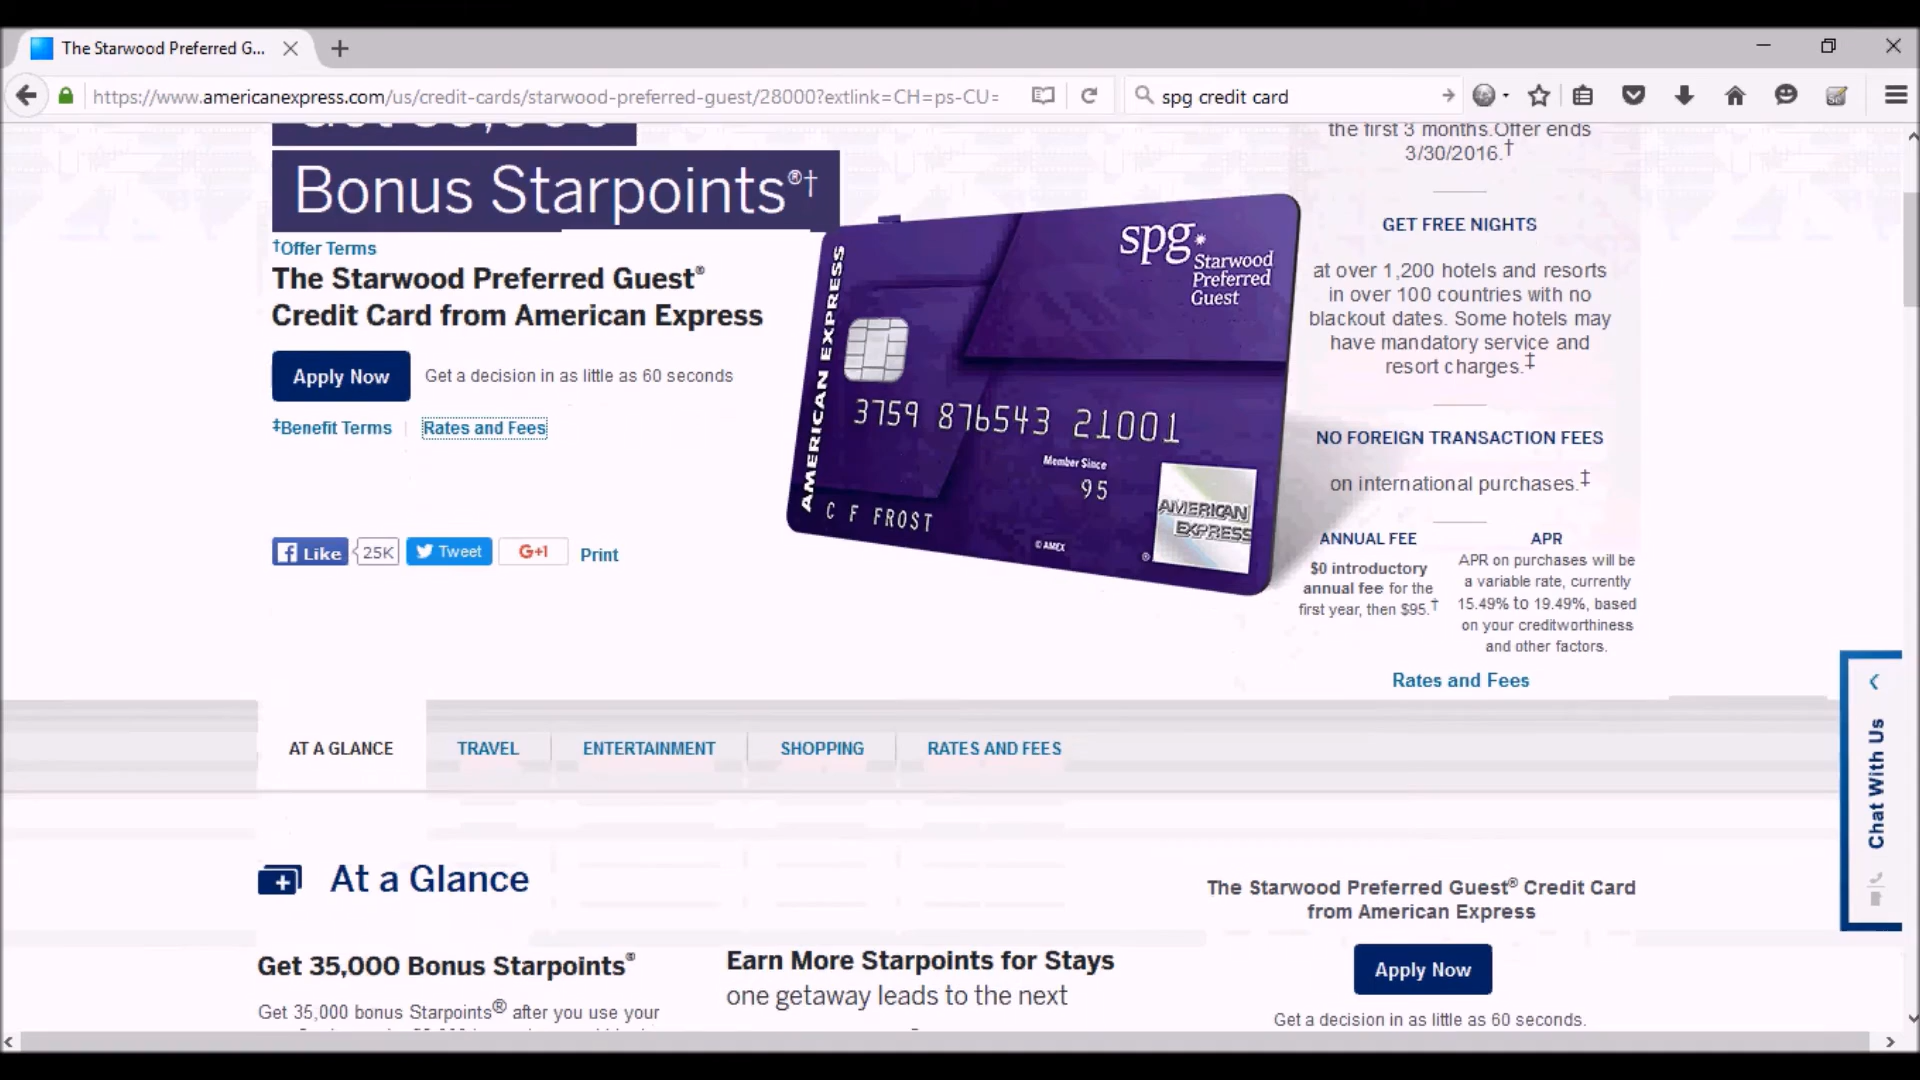 The Starwood Preferred G...
https://www.americanexpress.com/us/credit-cards/starwood-preferred-guest/28000?extlink=CH=ps-CU=
spg credit card
Bonus Starpoints®†
†Offer Terms
The Starwood Preferred Guest®
Credit Card from American Express
Apply Now
Get a decision in as little as 60 seconds
‡Benefit Terms
Rates and Fees
Like
25K
Tweet
G+1
Print
AMERICAN EXPRESS
spg
Starwood
Preferred
Guest
3759 876543 21001
Member Since
95
C F FROST
© AMEX
®
AMERICAN
EXPRESS
the first 3 months.Offer ends
3/30/2016.†
GET FREE NIGHTS
at over 1,200 hotels and resorts
in over 100 countries with no
blackout dates. Some hotels may
have mandatory service and
resort charges.‡
NO FOREIGN TRANSACTION FEES
on international purchases.‡
ANNUAL FEE
$0 introductory
annual fee for the
first year, then $95.†
APR
APR on purchases will be
a variable rate, currently
15.49% to 19.49%, based
on your creditworthiness
and other factors.
Rates and Fees
AT A GLANCE
TRAVEL
ENTERTAINMENT
SHOPPING
RATES AND FEES
Chat With Us
At a Glance
Get 35,000 Bonus Starpoints®
Get 35,000 bonus Starpoints® after you use your
Earn More Starpoints for Stays
one getaway leads to the next
The Starwood Preferred Guest® Credit Card
from American Express
Apply Now
Get a decision in as little as 60 seconds.